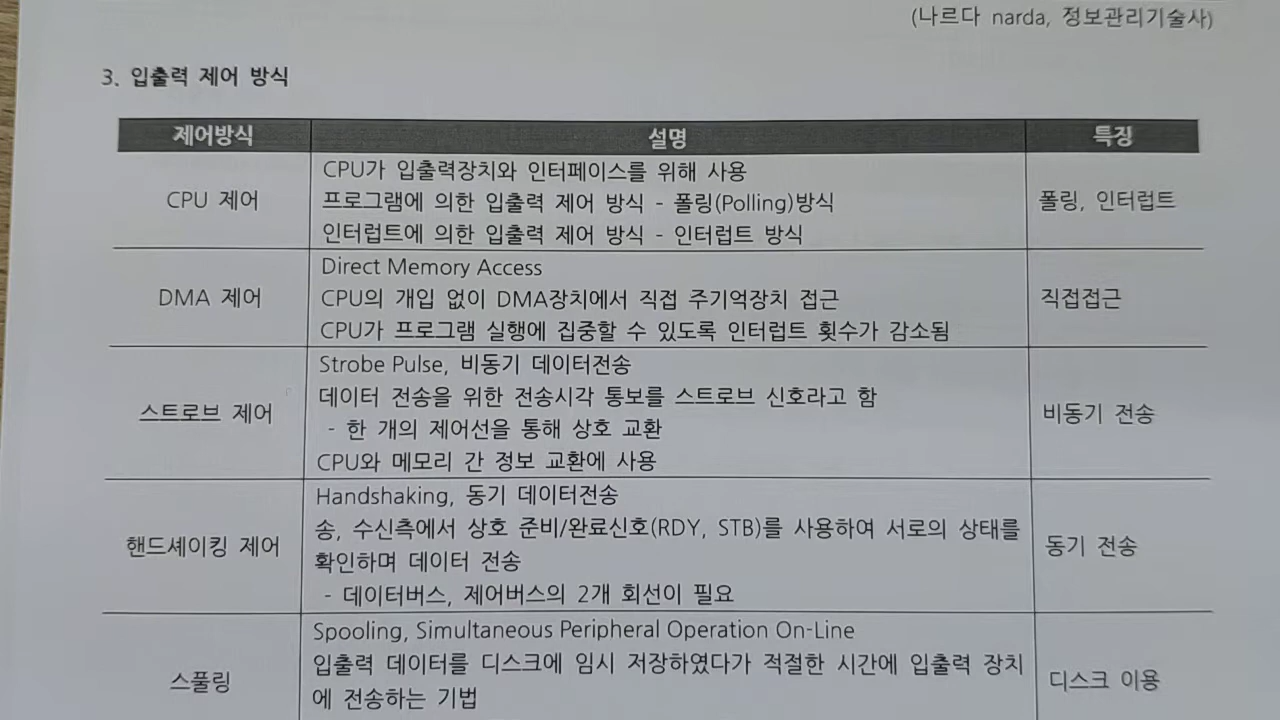 (나르다 narda, 정보관리기술사)
3. 입출력 제어 방식
제어방식 설명 특징
CPU 제어
CPU가 입출력장치와 인터페이스를 위해 사용
프로그램에 의한 입출력 제어 방식 - 폴링(Polling)방식
인터럽트에 의한 입출력 제어 방식 - 인터럽트 방식
폴링, 인터럽트
DMA 제어
Direct Memory Access
CPU의 개입 없이 DMA장치에서 직접 주기억장치 접근
CPU가 프로그램 실행에 집중할 수 있도록 인터럽트 횟수가 감소됨
직접접근
스트로브 제어
Strobe Pulse, 비동기 데이터전송
데이터 전송을 위한 전송시각 통보를 스트로브 신호라고 함
- 한 개의 제어선을 통해 상호 교환
CPU와 메모리 간 정보 교환에 사용
비동기 전송
핸드셰이킹 제어
Handshaking, 동기 데이터전송
송, 수신측에서 상호 준비/완료신호(RDY, STB)를 사용하여 서로의 상태를
확인하며 데이터 전송
- 데이터버스, 제어버스의 2개 회선이 필요
동기 전송
스풀링
Spooling, Simultaneous Peripheral Operation On-Line
입출력 데이터를 디스크에 임시 저장하였다가 적절한 시간에 입출력 장치
에 전송하는 기법
디스크 이용